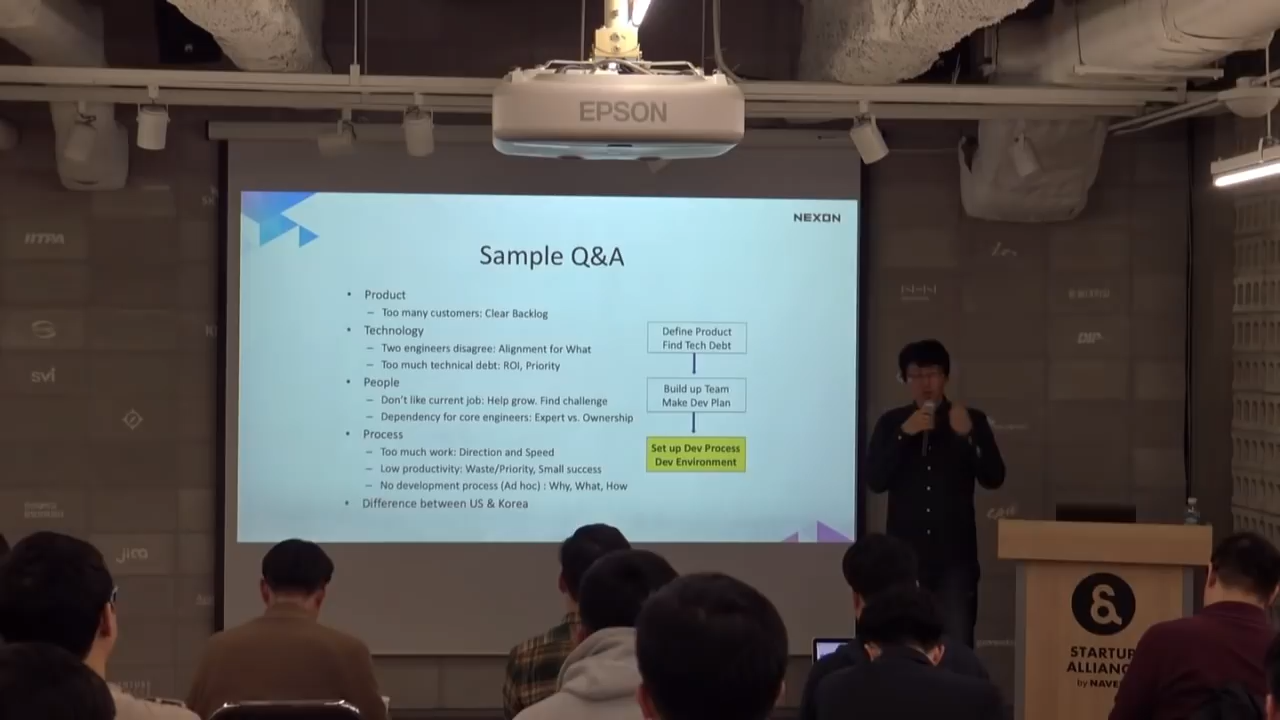 EPSON
NEXON
Sample Q&A
• Product
– Too many customers: Clear Backlog
• Technology
– Two engineers disagree: Alignment for What
– Too much technical debt: ROI, Priority
• People
– Don't like current job: Help grow. Find challenge
– Dependency for core engineers: Expert vs. Ownership
• Process
– Too much work: Direction and Speed
– Low productivity: Waste/Priority, Small success
– No development process (Ad hoc) : Why, What, How
• Difference between US & Korea
Define Product
Find Tech Debt
Build up Team
Make Dev Plan
Set up Dev Process
Dev Environment
IITPA
svi
jica
DIP
STARTUP
ALLIANC
by NAVE